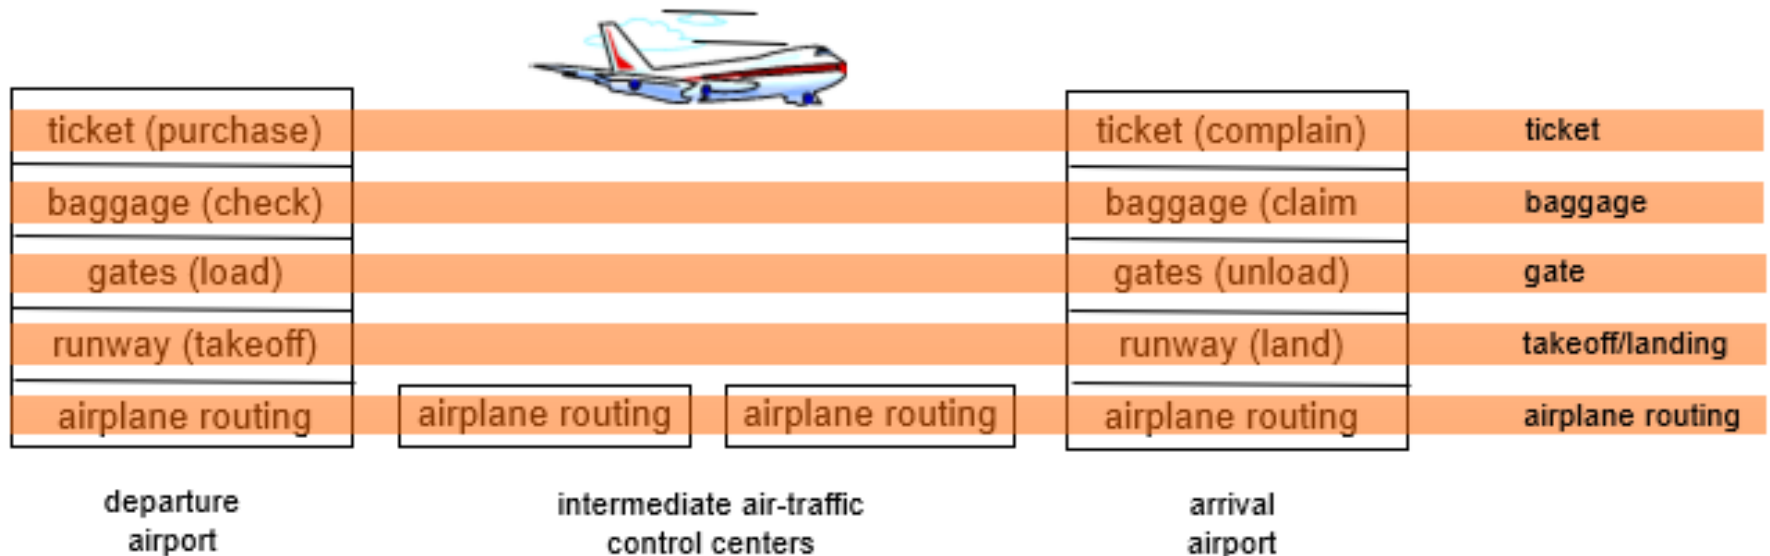 ticket (purchase) ticket (complain) ticket
baggage (check) baggage (claim baggage
gates (load) gates (unload) gate
runway (takeoff) runway (land) takeoff/landing
airplane routing airplane routing airplane routing airplane routing airplane routing
departure intermediate air-traffic arrival
airport control centers airport